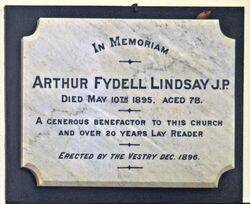 In Memoriam
Arthur Fydell Lindsay J.P.
Died May 10th 1895, aged 78.
A generous benefactor to this church
and over 20 years Lay Reader
Erected by the Vestry Dec. 1896.